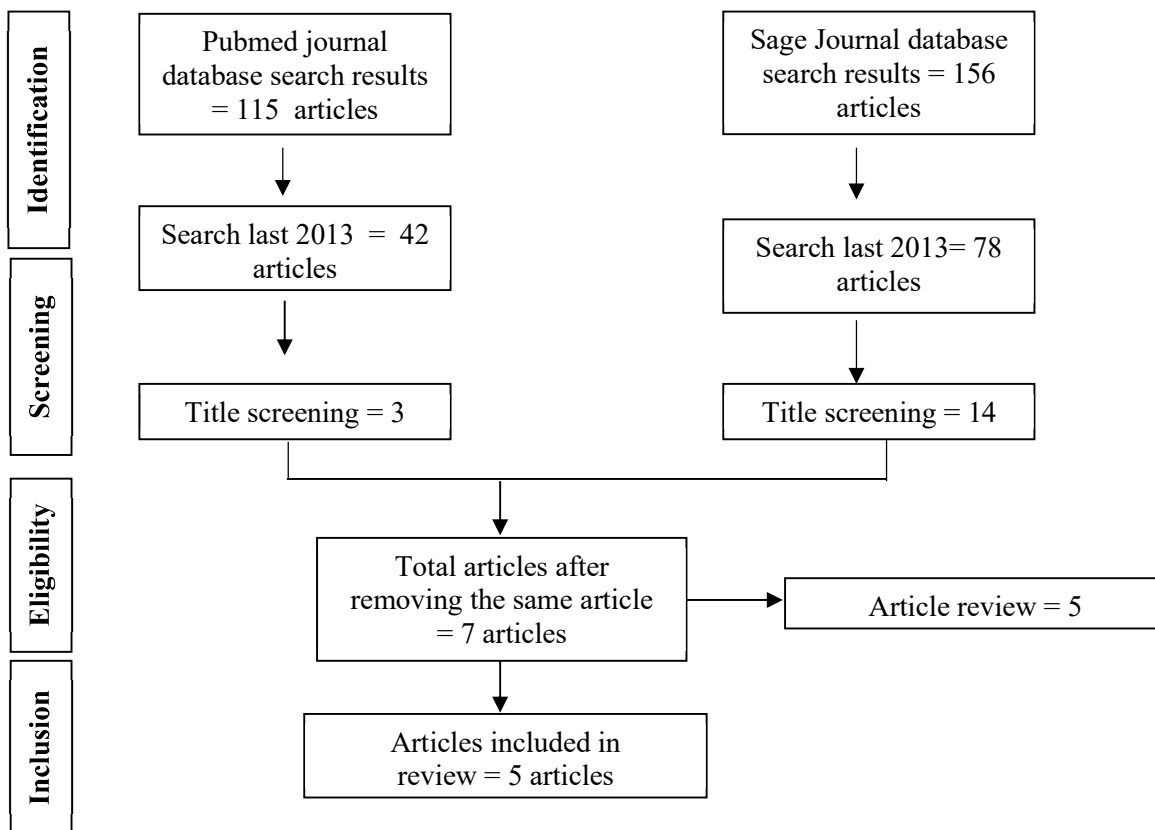 Identification
Pubmed journal
database search results
= 115 articles
Sage Journal database
search results = 156
articles
Search last 2013 = 42
articles
Search last 2013= 78
articles
Screening
Title screening = 3
Title screening = 14
Eligibility
Total articles after
removing the same article
= 7 articles
Article review = 5
Inclusion
Articles included in
review = 5 articles